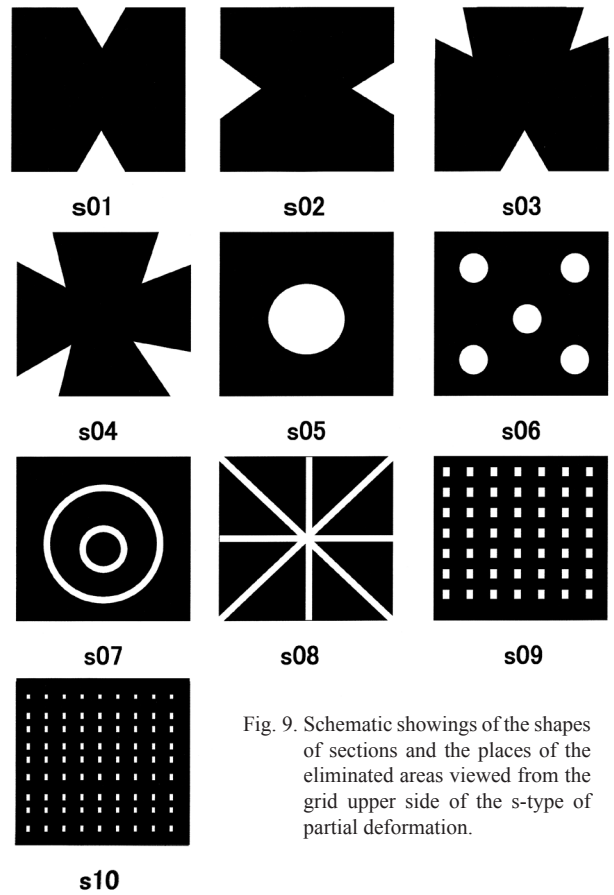 s01
s02
s03
s04
s05
s06
s07
s08
s09
s10
Fig. 9. Schematic showings of the shapes
of sections and the places of the
eliminated areas viewed from the
grid upper side of the s-type of
partial deformation.